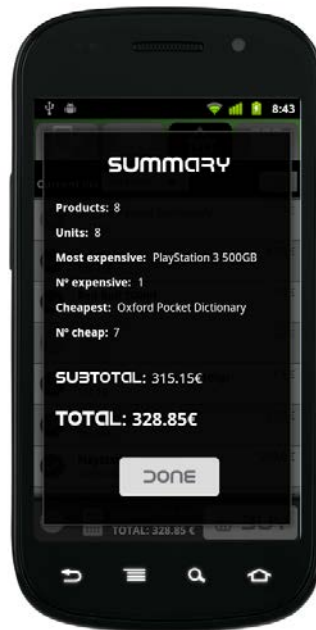 8:43
SUMMARY
Products: 8
Units: 8
Most expensive: PlayStation 3 500GB
Nº expensive: 1
Cheapest: Oxford Pocket Dictionary
Nº cheap: 7
SUBTOTAL: 315.15€
TOTAL: 328.85€
DONE
TOTAL: 328.85 €